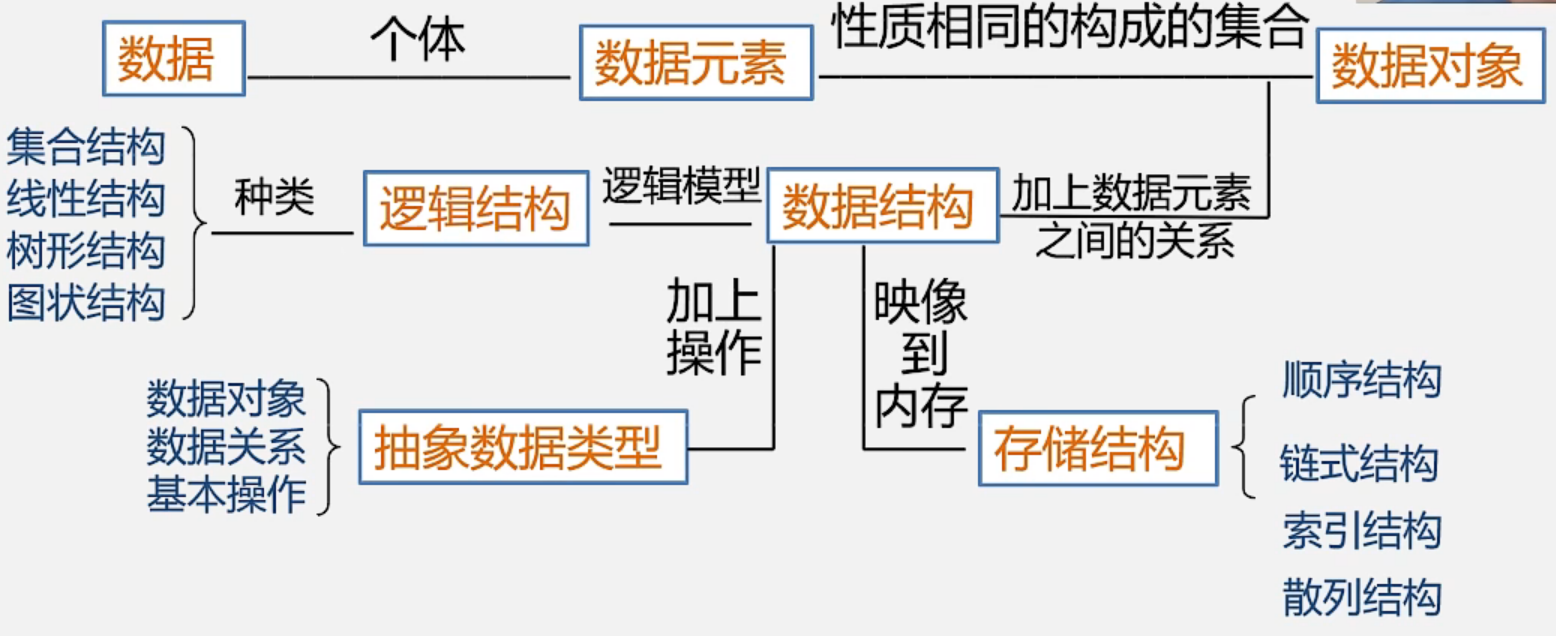 数据
个体
数据元素
性质相同的构成的集合
数据对象
集合结构
线性结构
树形结构
图状结构
种类
逻辑结构
逻辑模型
数据结构
加上数据元素
之间的关系
加上
操作
映像
到
内存
数据对象
数据关系
基本操作
抽象数据类型
存储结构
顺序结构
链式结构
索引结构
散列结构